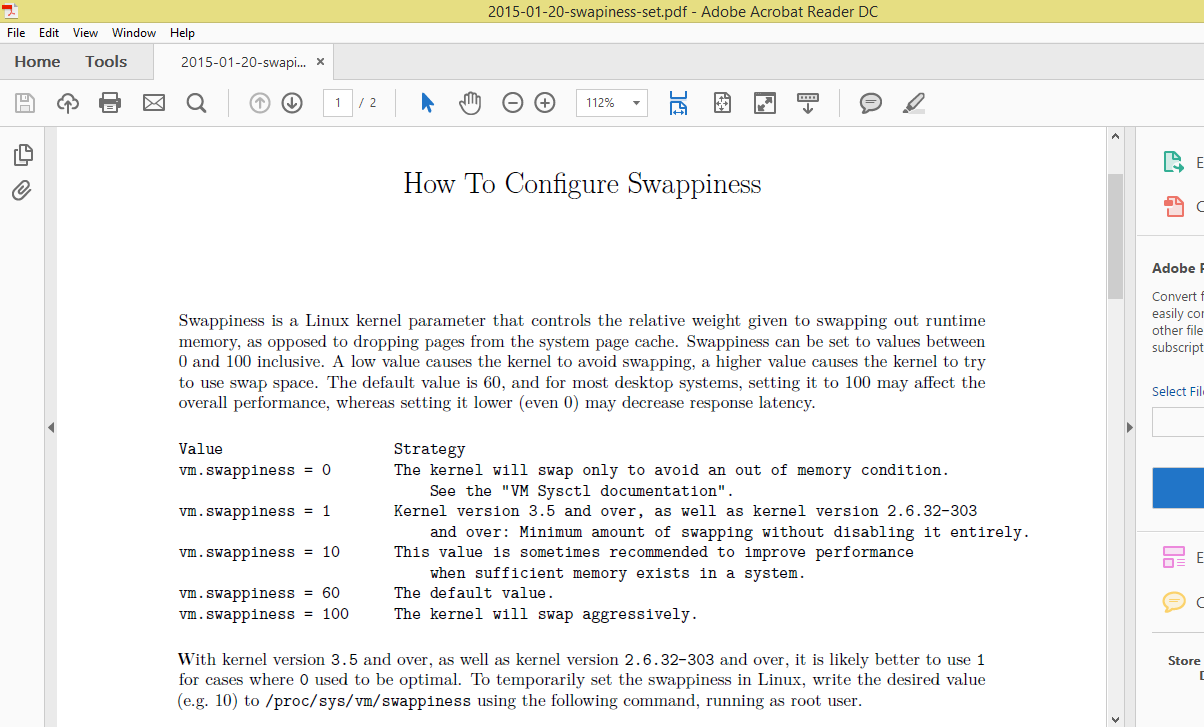 2015-01-20-swapiness-set.pdf - Adobe Acrobat Reader DC
File Edit View Window Help
Home Tools 2015-01-20-swapi... ×
1 / 2 112%
How To Configure Swappiness
Swappiness is a Linux kernel parameter that controls the relative weight given to swapping out runtime
memory, as opposed to dropping pages from the system page cache. Swappiness can be set to values between
0 and 100 inclusive. A low value causes the kernel to avoid swapping, a higher value causes the kernel to try
to use swap space. The default value is 60, and for most desktop systems, setting it to 100 may affect the
overall performance, whereas setting it lower (even 0) may decrease response latency.
Value Strategy
vm.swappiness = 0 The kernel will swap only to avoid an out of memory condition.
See the "VM Sysctl documentation".
vm.swappiness = 1 Kernel version 3.5 and over, as well as kernel version 2.6.32-303
and over: Minimum amount of swapping without disabling it entirely.
vm.swappiness = 10 This value is sometimes recommended to improve performance
when sufficient memory exists in a system.
vm.swappiness = 60 The default value.
vm.swappiness = 100 The kernel will swap aggressively.
With kernel version 3.5 and over, as well as kernel version 2.6.32-303 and over, it is likely better to use 1
for cases where 0 used to be optimal. To temporarily set the swappiness in Linux, write the desired value
(e.g. 10) to /proc/sys/vm/swappiness using the following command, running as root user.
E
C
Adobe P
Convert f
easily con
other file
subscript
Select File
E
C
Store